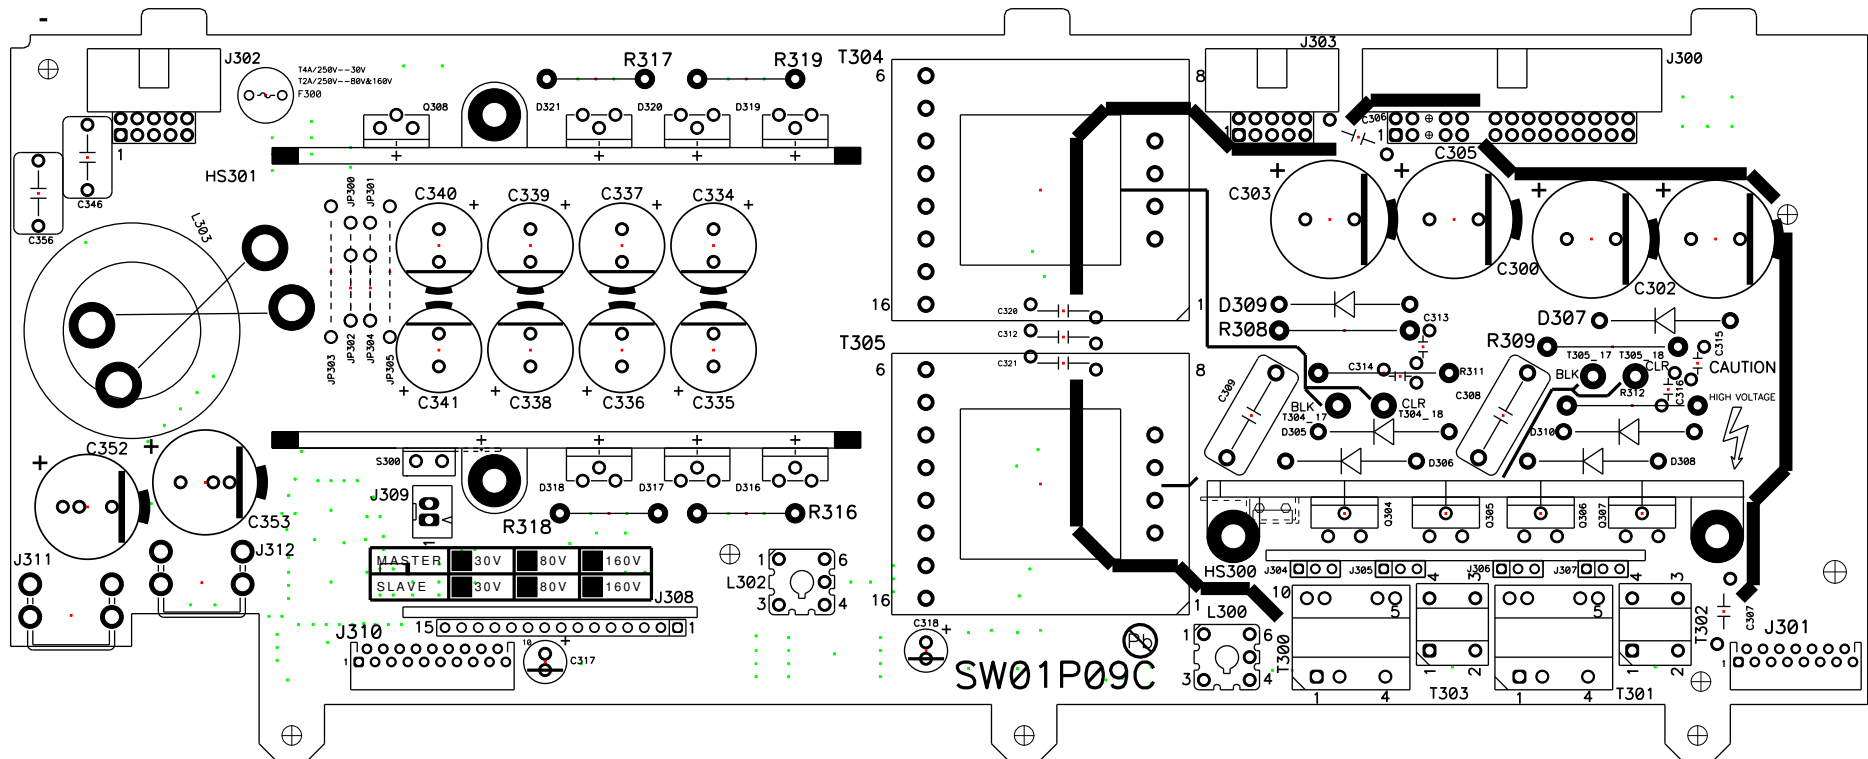 -
J302
T4A/250V--30V
T2A/250V--80V&160V
F300
R317
R319
T304
J303
J300
6
8
Q308
D321
D320
D319
1
1
C306
1
C346
C356
HS301
L303
JP300
JP301
C340 +
C339 +
C337 +
C334 +
C303
+
C305
+
+
C300
C302
+
JP303
JP302
JP304
JP305
16
1
C320
C312
C321
D309
R308
C313
D307
R309
C315
T305
6
8
+ C341
+ C338
+ C336
+ C335
C309
C314
R311
C308
T305_17
T305_18
BLK
CLR
R312
C316
CAUTION
HIGH VOLTAGE
BLK
CLR
T304_17
T304_18
D305
D306
D310
D308
+
C352
+
C353
S300
J309
V
1
D318
D317
D316
R318
R316
Q304
Q305
Q306
Q307
J311
J312
MASTER 30V 80V 160V
SLAVE 30V 80V 160V
L302
1
6
3
4
16
1
HS300
J304
J305
J306
J307
J308
15
1
J310
1
10
+
C317
C318 +
Pb
SW01P09C
L300
1
6
3
4
T300
10
5
1
4
4
3
1
2
T303
5
1
4
T301
4
3
1
2
T302
C307
J301
1